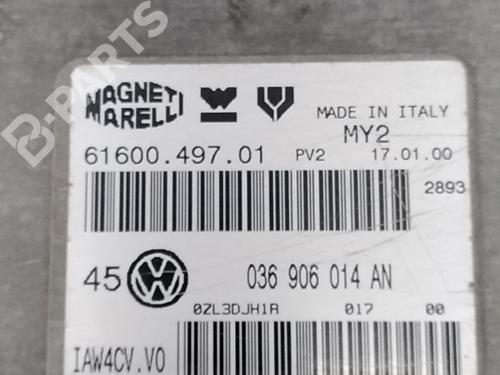 B-PARTS
MAGNETI
MARELLI
MADE IN ITALY
MY2
61600.497.01 PV2 17.01.00
2893
45 036 906 014 AN
0ZL3DJH1A 017 00
IAW4CV.V0